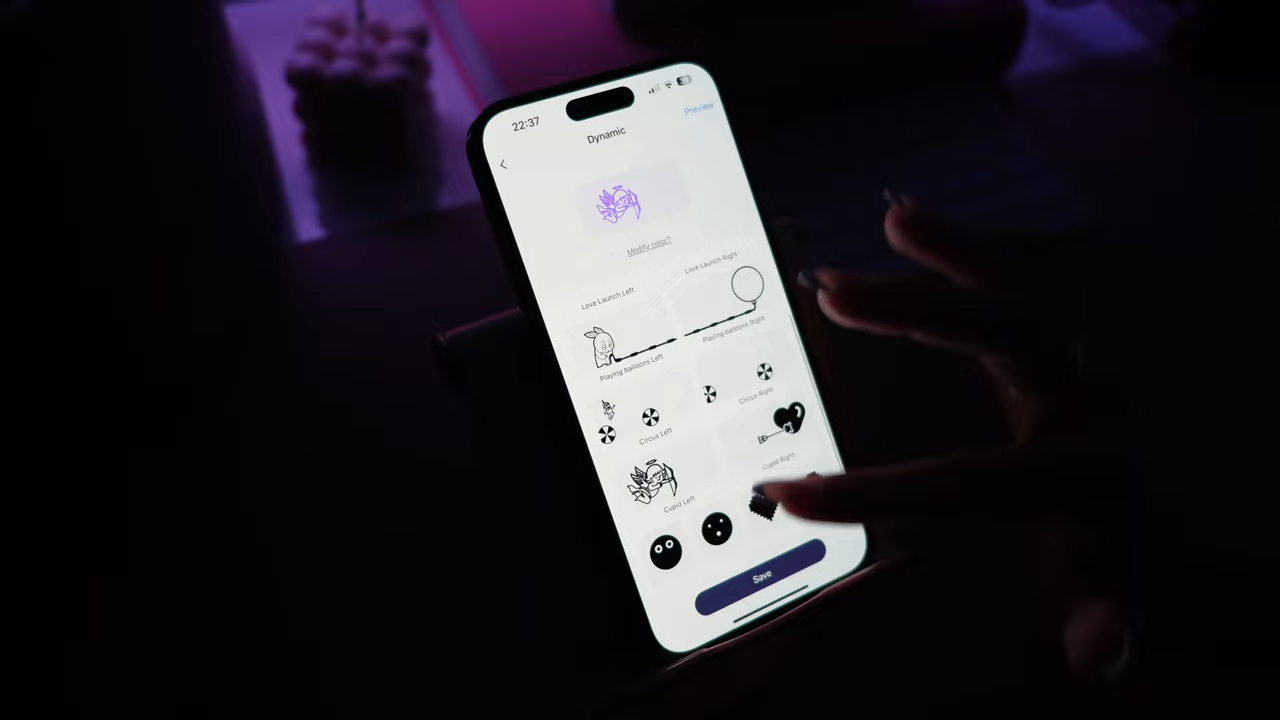 22:37
Preview
Dynamic
Modify color?
Love Launch Left
Love Launch Right
Playing balloons Left
Playing balloons Right
Circus Left
Circus Right
Cupid Left
Cupid Right
Save